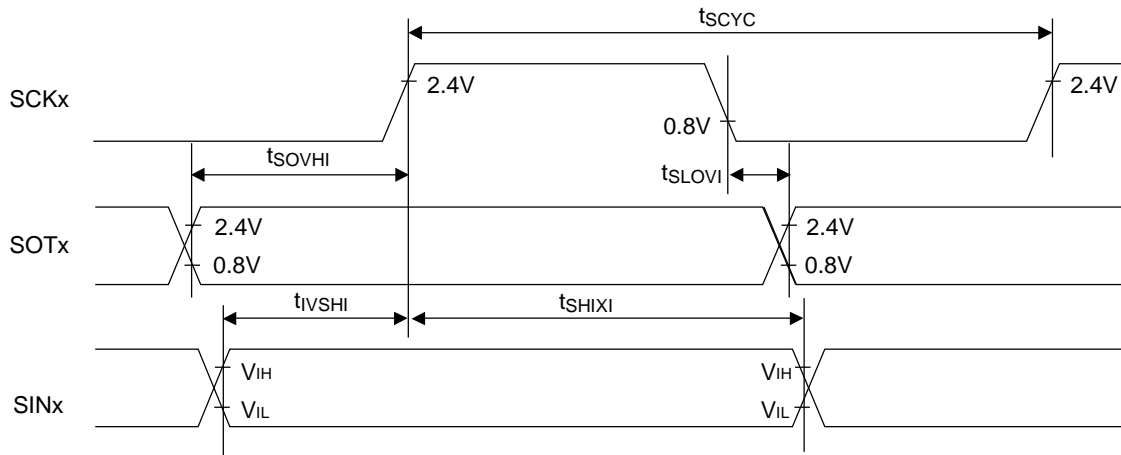 tSCYC
SCKx
2.4V
2.4V
0.8V
tSOVHI
tSLOVI
SOTx
2.4V
2.4V
0.8V
0.8V
tIVSHI
tSHIXI
VIH
VIH
SINx
VIL
VIL